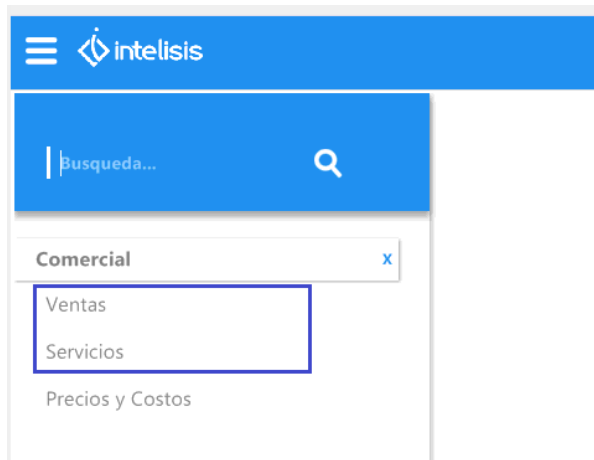 intelisis
Busqueda...
Comercial x
Ventas
Servicios
Precios y Costos